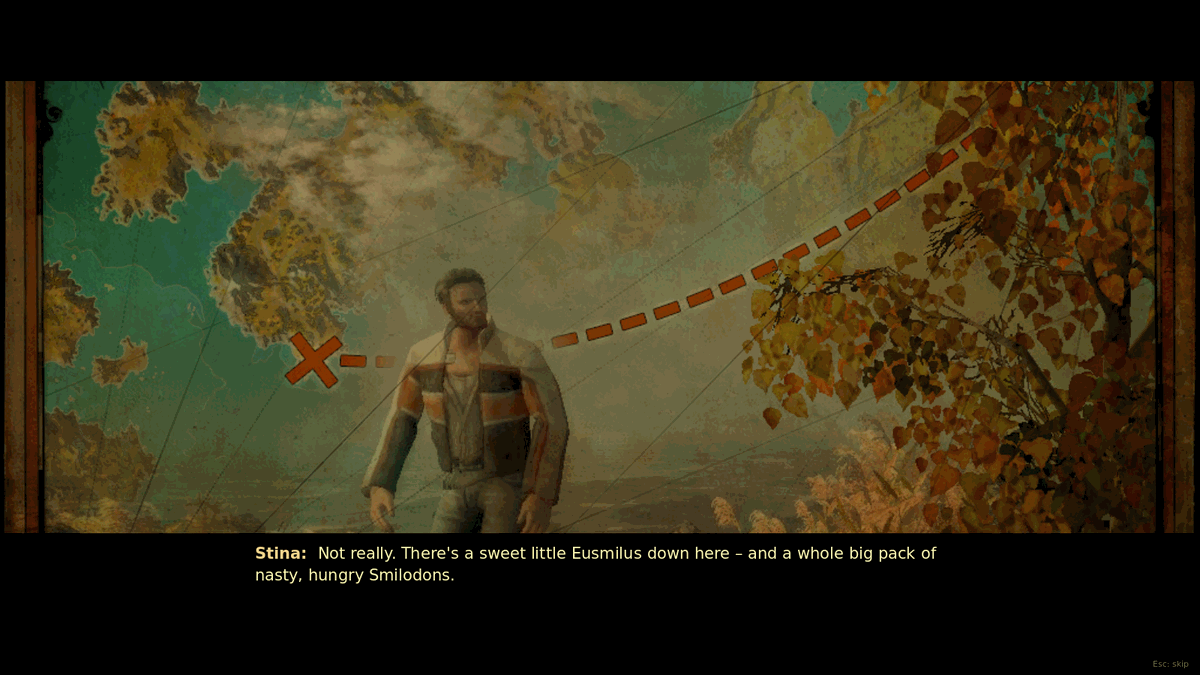 Stina: Not really. There's a sweet little Eusmilus down here – and a whole big pack of
nasty, hungry Smilodons.
Esc: skip